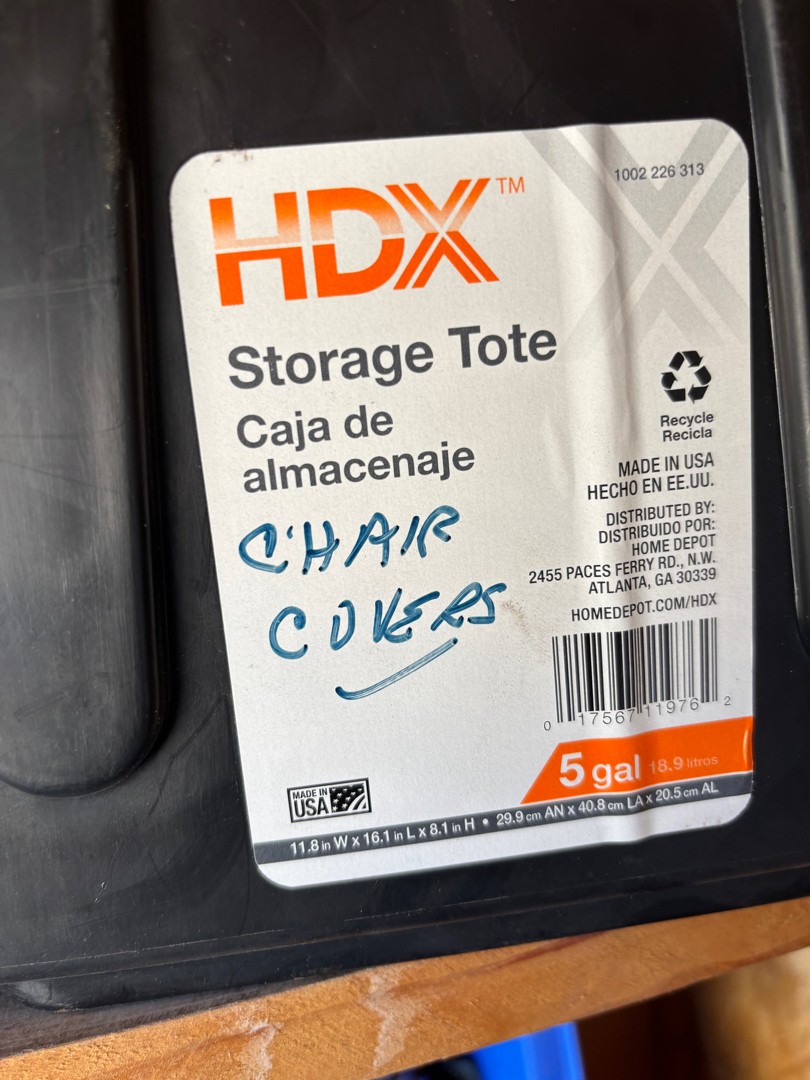 HDX™
1002 226 313
Storage Tote
Caja de
almacenaje
Recycle
Recicla
MADE IN USA
HECHO EN EE.UU.
DISTRIBUTED BY:
DISTRIBUIDO POR:
HOME DEPOT
2455 PACES FERRY RD., N.W.
ATLANTA, GA 30339
HOMEDEPOT.COM/HDX
CHAIR
COVERS
0 17567 11976 2
5 gal 18.9 litros
MADE IN
USA
11.8 in W x 16.1 in L x 8.1 in H • 29.9 cm AN x 40.8 cm LA x 20.5 cm AL